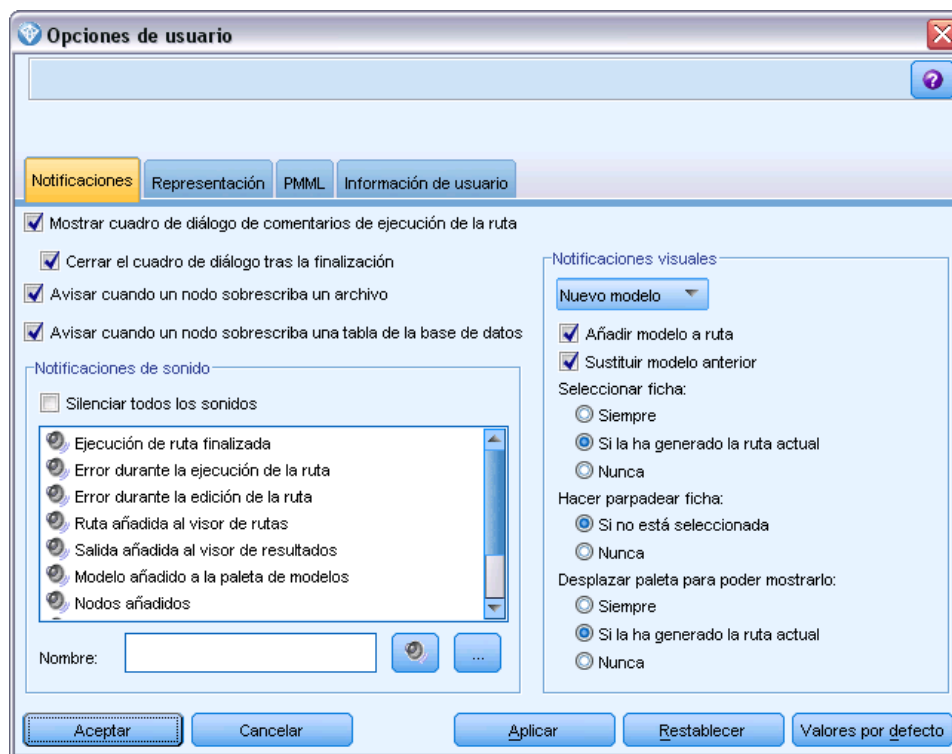 Opciones de usuario
Notificaciones
Representación
PMML
Información de usuario
Mostrar cuadro de diálogo de comentarios de ejecución de la ruta
Cerrar el cuadro de diálogo tras la finalización
Avisar cuando un nodo sobrescriba un archivo
Avisar cuando un nodo sobrescriba una tabla de la base de datos
Notificaciones de sonido
Silenciar todos los sonidos
Ejecución de ruta finalizada
Error durante la ejecución de la ruta
Error durante la edición de la ruta
Ruta añadida al visor de rutas
Salida añadida al visor de resultados
Modelo añadido a la paleta de modelos
Nodos añadidos
Nombre:
...
Notificaciones visuales
Nuevo modelo
Añadir modelo a ruta
Sustituir modelo anterior
Seleccionar ficha:
Siempre
Si la ha generado la ruta actual
Nunca
Hacer parpadear ficha:
Si no está seleccionada
Nunca
Desplazar paleta para poder mostrarlo:
Siempre
Si la ha generado la ruta actual
Nunca
Aceptar
Cancelar
Aplicar
Restablecer
Valores por defecto